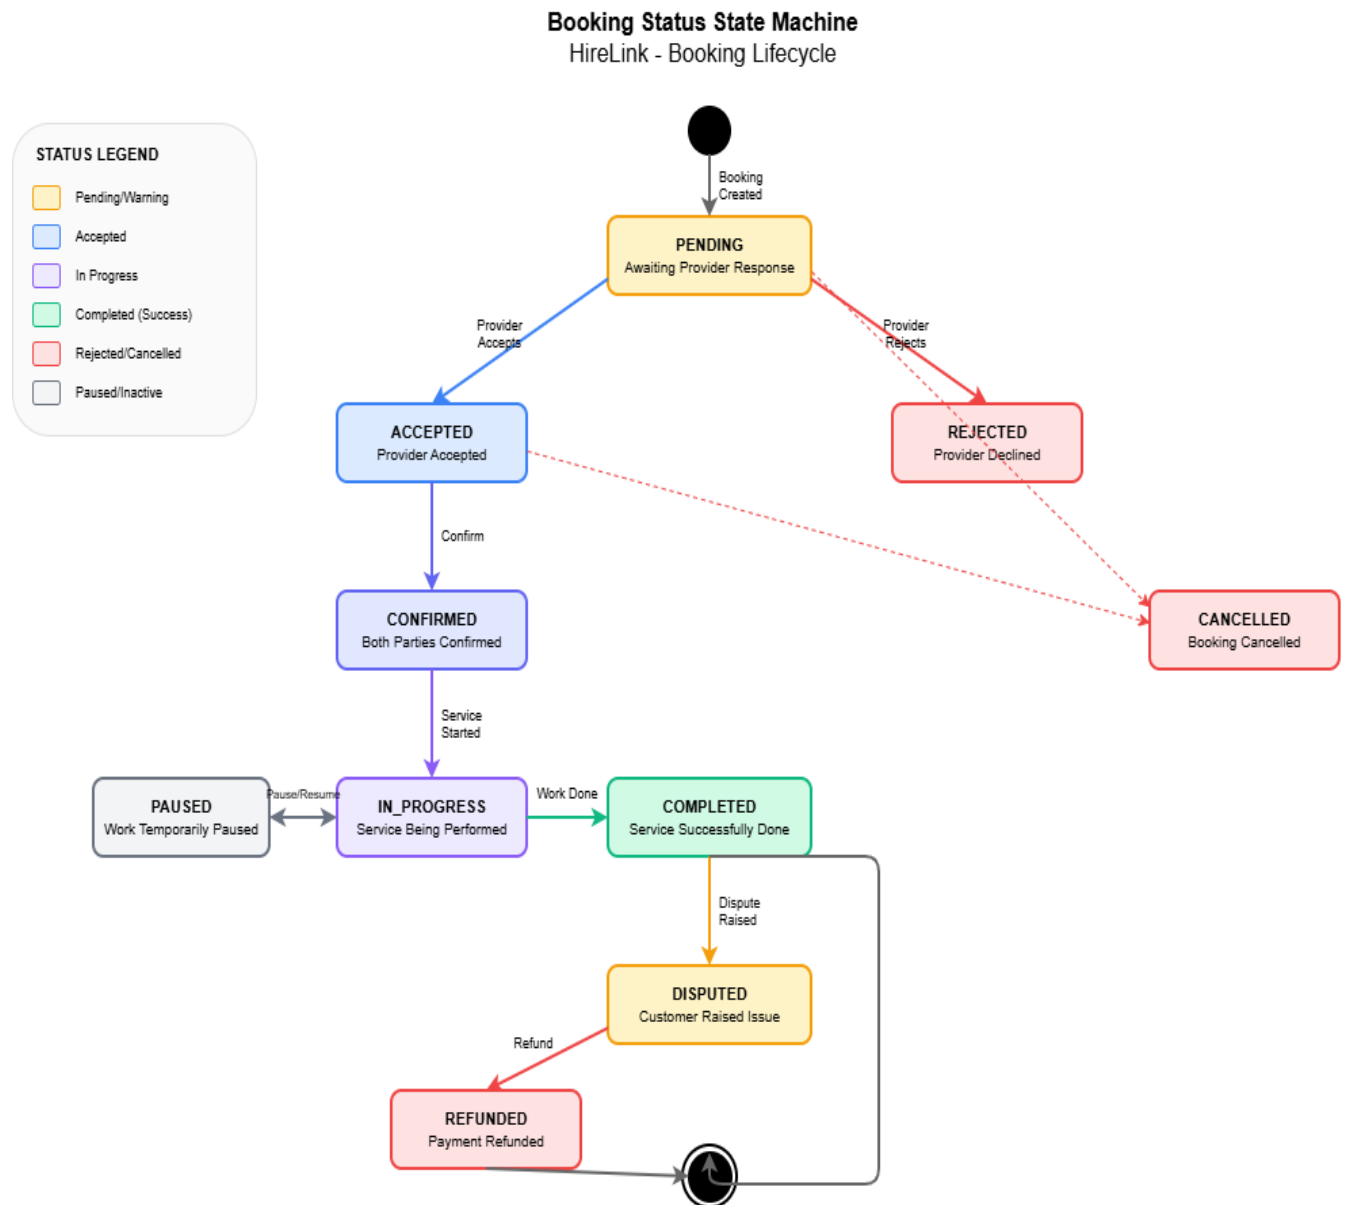 Booking Status State Machine
HireLink - Booking Lifecycle
STATUS LEGEND
Pending/Warning
Accepted
In Progress
Completed (Success)
Rejected/Cancelled
Paused/Inactive
Booking
Created
PENDING
Awaiting Provider Response
Provider
Accepts
Provider
Rejects
ACCEPTED
Provider Accepted
REJECTED
Provider Declined
Confirm
CONFIRMED
Both Parties Confirmed
CANCELLED
Booking Cancelled
Service
Started
PAUSED
Work Temporarily Paused
Pause/Resume
IN_PROGRESS
Service Being Performed
Work Done
COMPLETED
Service Successfully Done
Dispute
Raised
DISPUTED
Customer Raised Issue
Refund
REFUNDED
Payment Refunded